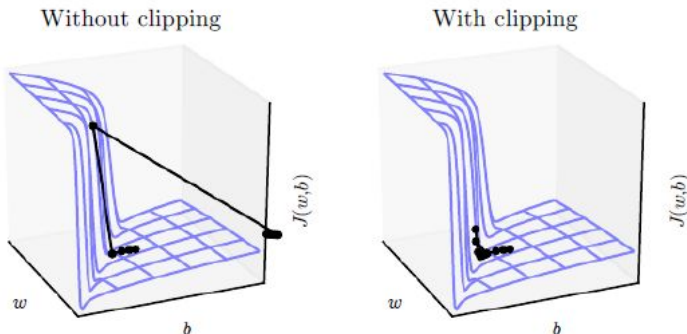 Without clipping
With clipping
J(w,b)
J(w,b)
w
b
w
b